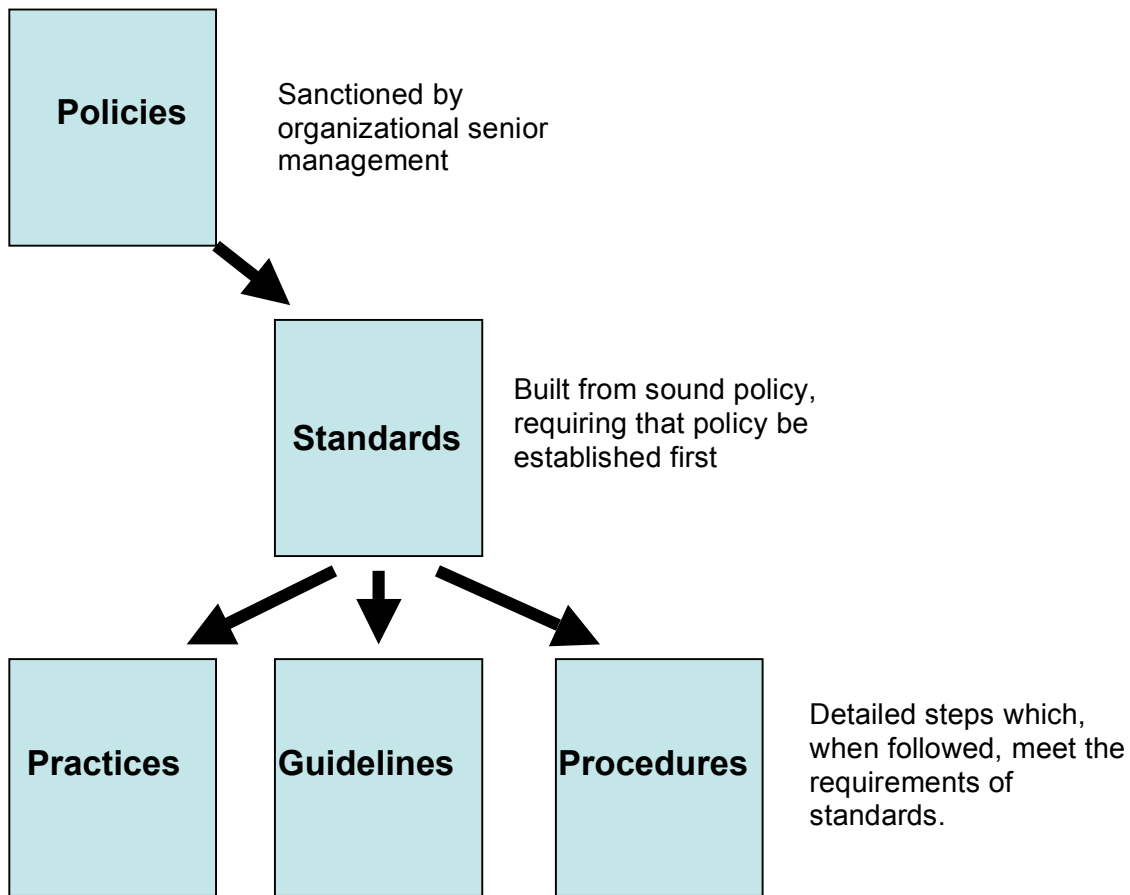 Policies
Sanctioned by
organizational senior
management
Standards
Built from sound policy,
requiring that policy be
established first
Practices
Guidelines
Procedures
Detailed steps which,
when followed, meet the
requirements of
standards.